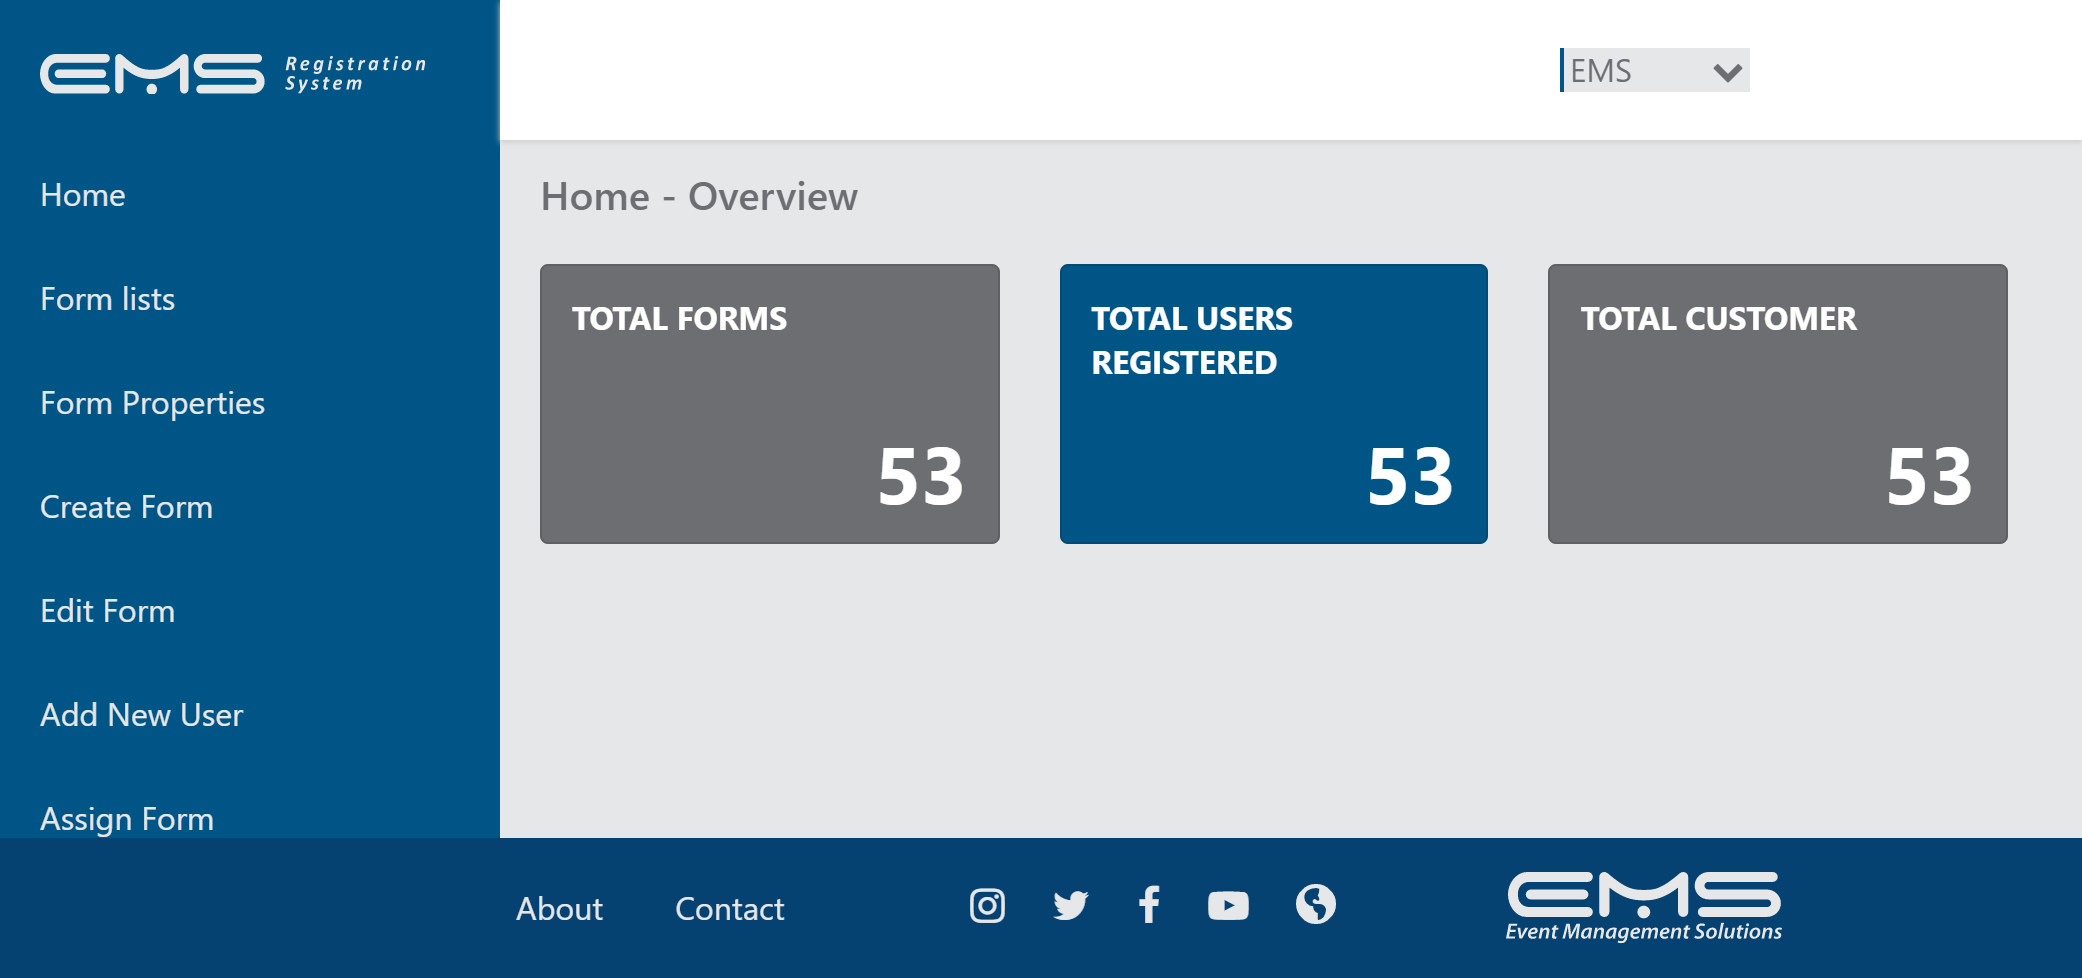 EMS Registration
System
EMS
Home
Form lists
Form Properties
Create Form
Edit Form
Add New User
Assign Form
Home - Overview
TOTAL FORMS
53
TOTAL USERS
REGISTERED
53
TOTAL CUSTOMER
53
About
Contact
EMS
Event Management Solutions